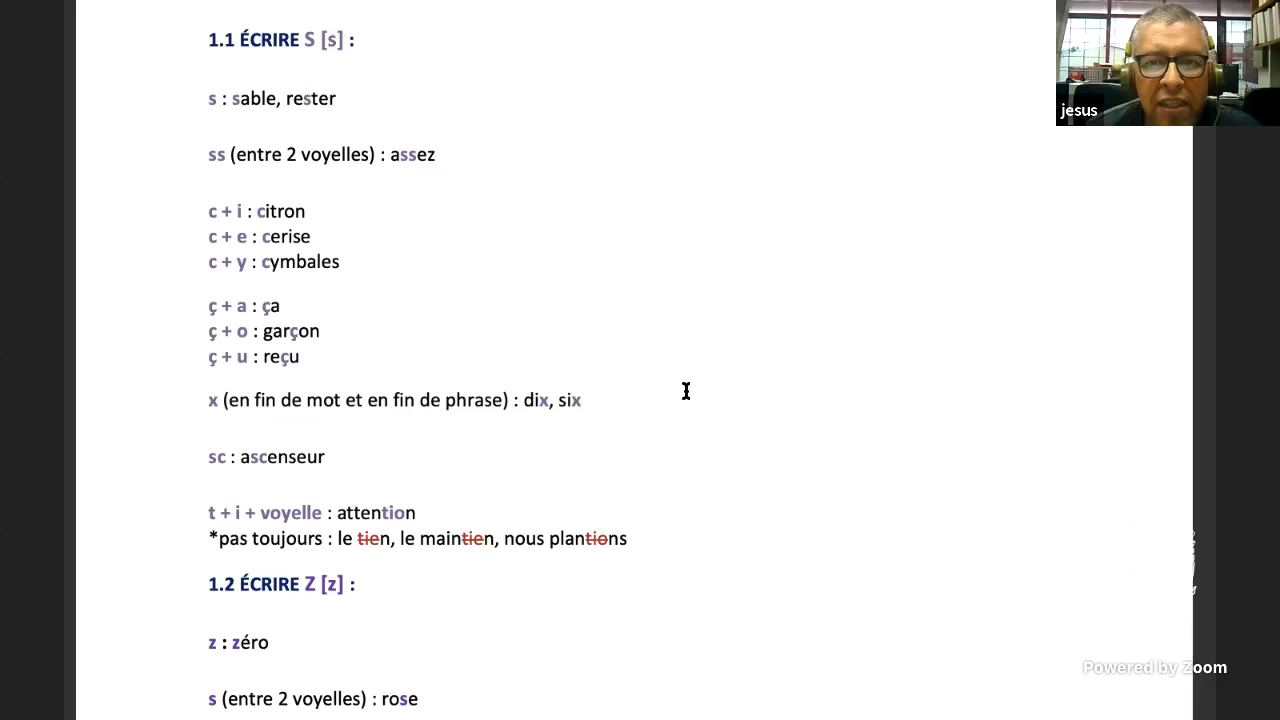 1.1 ÉCRIRE S [s] :
jesus
s : sable, rester
ss (entre 2 voyelles) : assez
c + i : citron
c + e : cerise
c + y : cymbales
ç + a : ça
ç + o : garçon
ç + u : reçu
x (en fin de mot et en fin de phrase) : dix, six
sc : ascenseur
t + i + voyelle : attention
*pas toujours : le tien, le maintien, nous plantions
1.2 ÉCRIRE Z [z] :
z : zéro
Powered by Zoom
s (entre 2 voyelles) : rose